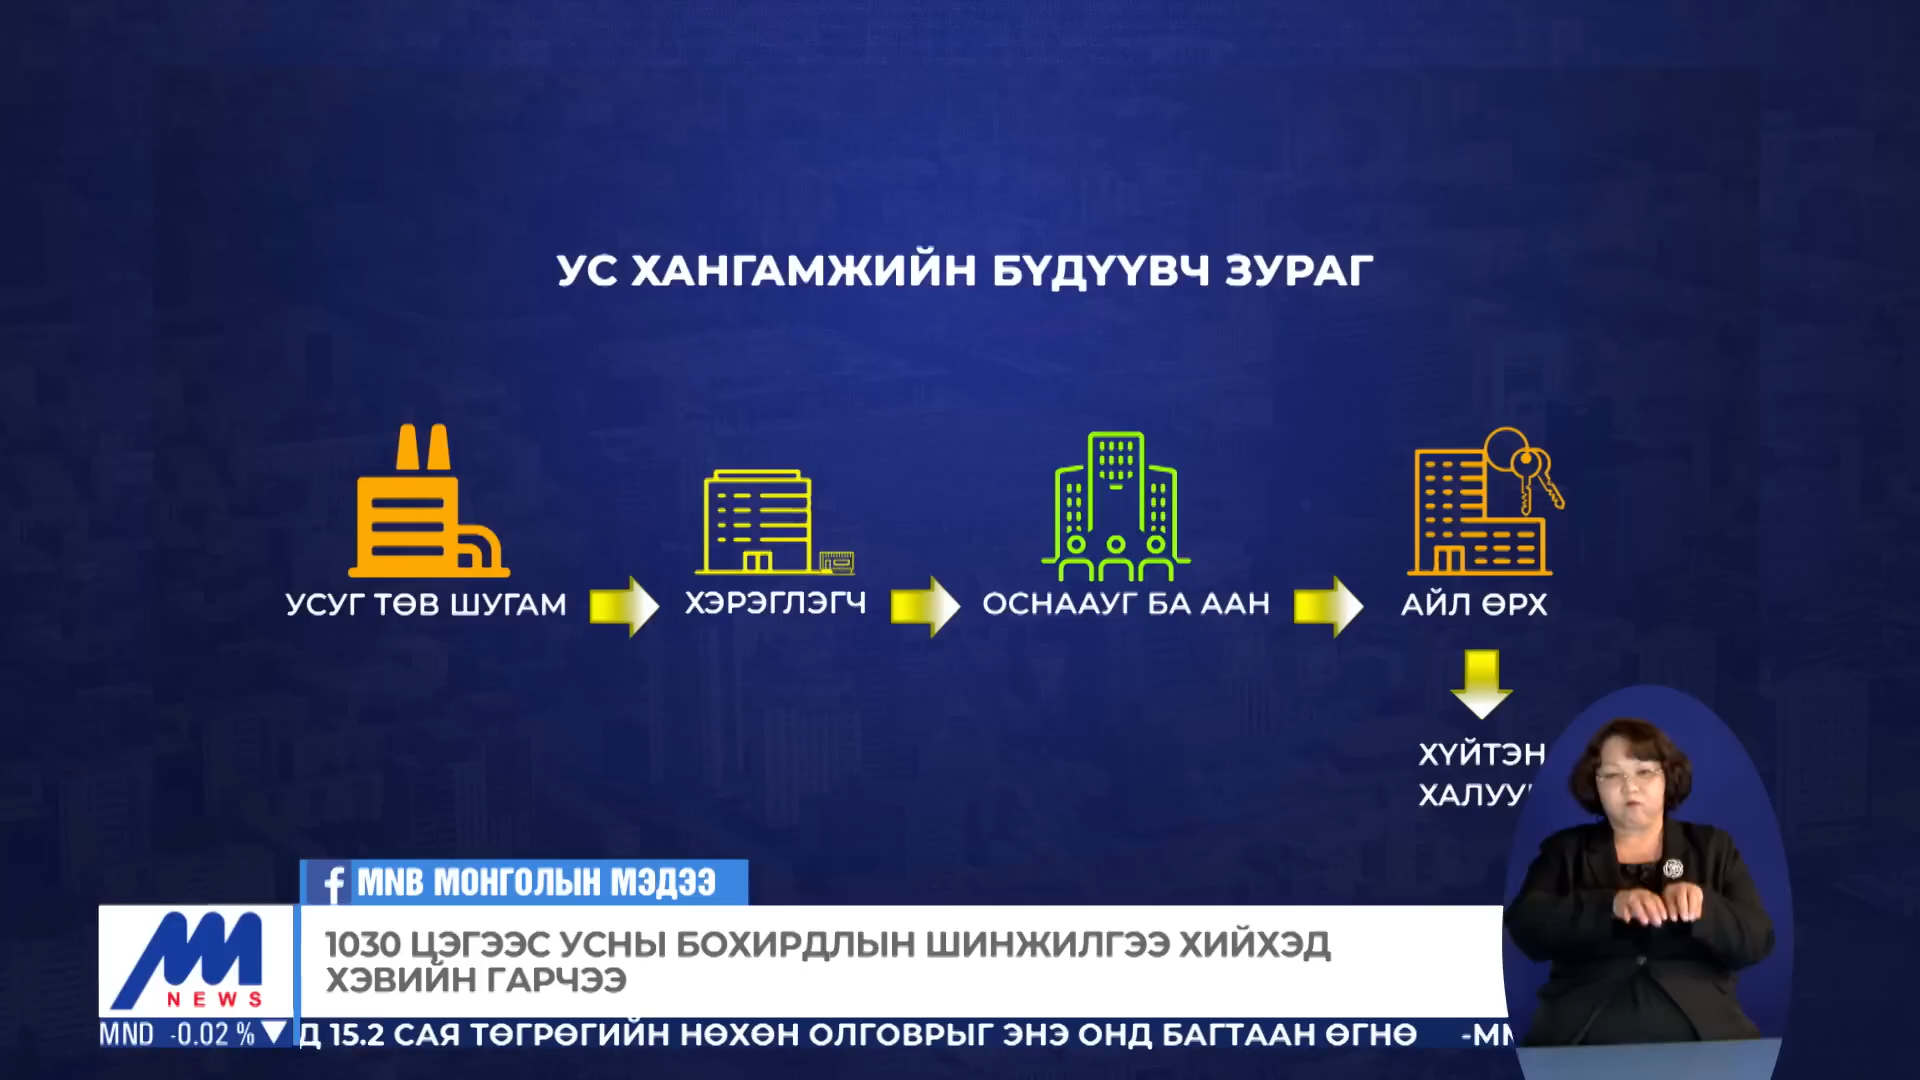 УС ХАНГАМЖИЙН БҮДҮҮВЧ ЗУРАГ
УСУГ ТӨВ ШУГАМ
ХЭРЭГЛЭГЧ
ОСНААУГ БА ААН
АЙЛ ӨРХ
ХҮЙТЭН
MNB МОНГОЛЫН МЭДЭЭ
1030 ЦЭГЭЭС УСНЫ БОХИРДЛЫН ШИНЖИЛГЭЭ ХИЙХЭД
ХЭВИЙН ГАРЧЭЭ
NEWS
MND -0.02 %
Д 15.2 САЯ ТӨГРӨГИЙН НӨХӨН ОЛГОВРЫГ ЭНЭ ОНД БАГТААН ӨГНӨ